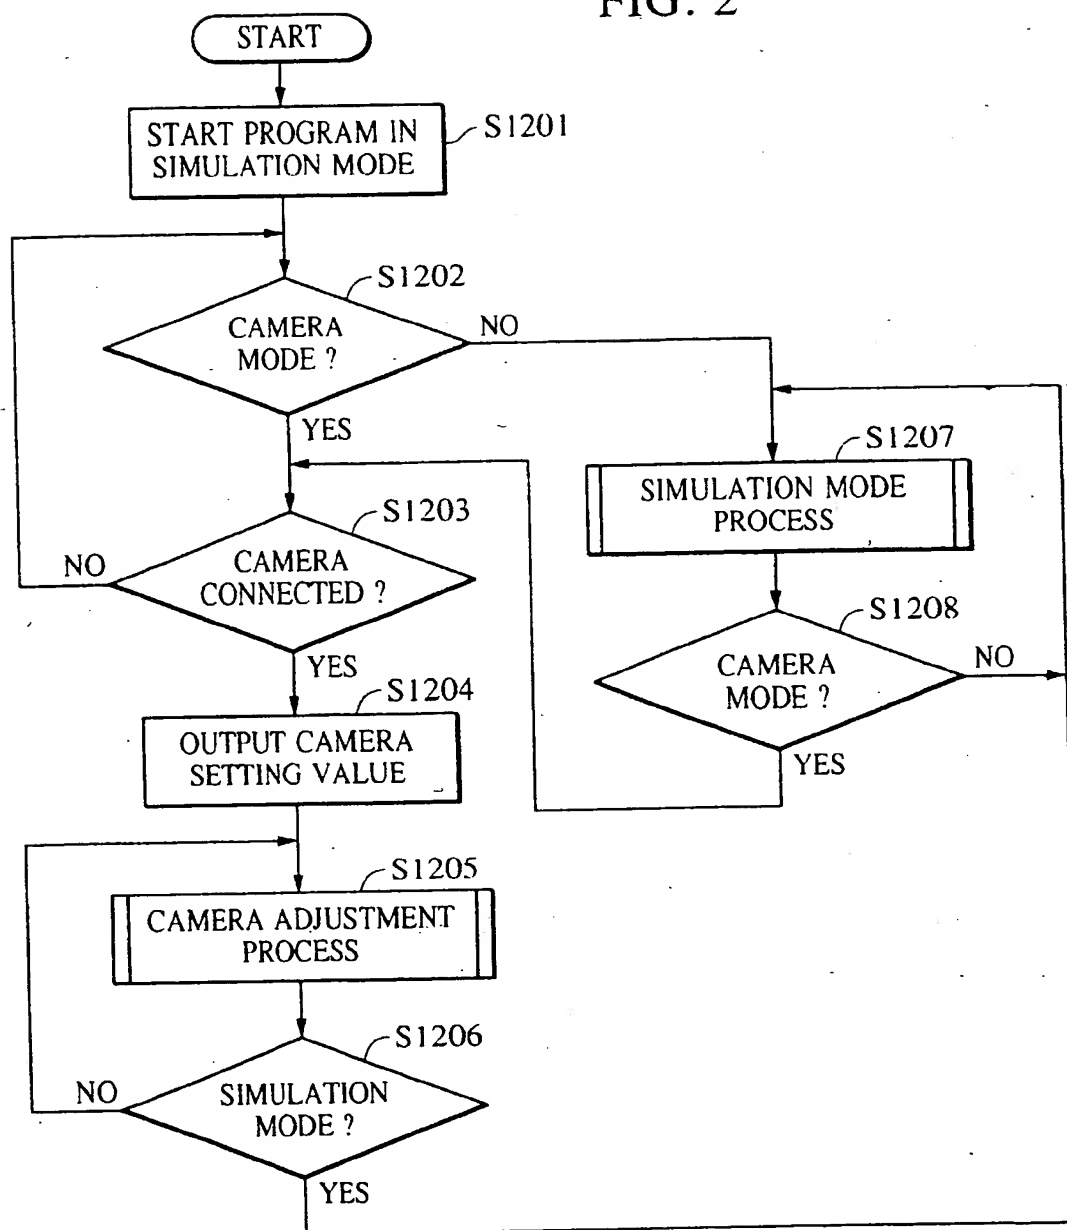 FIG. 2
START
START PROGRAM IN
SIMULATION MODE
S1201
S1202
CAMERA
MODE ?
NO
YES
S1203
CAMERA
CONNECTED ?
NO
YES
S1204
OUTPUT CAMERA
SETTING VALUE
S1205
CAMERA ADJUSTMENT
PROCESS
S1206
SIMULATION
MODE ?
NO
YES
S1207
SIMULATION MODE
PROCESS
S1208
CAMERA
MODE ?
NO
YES